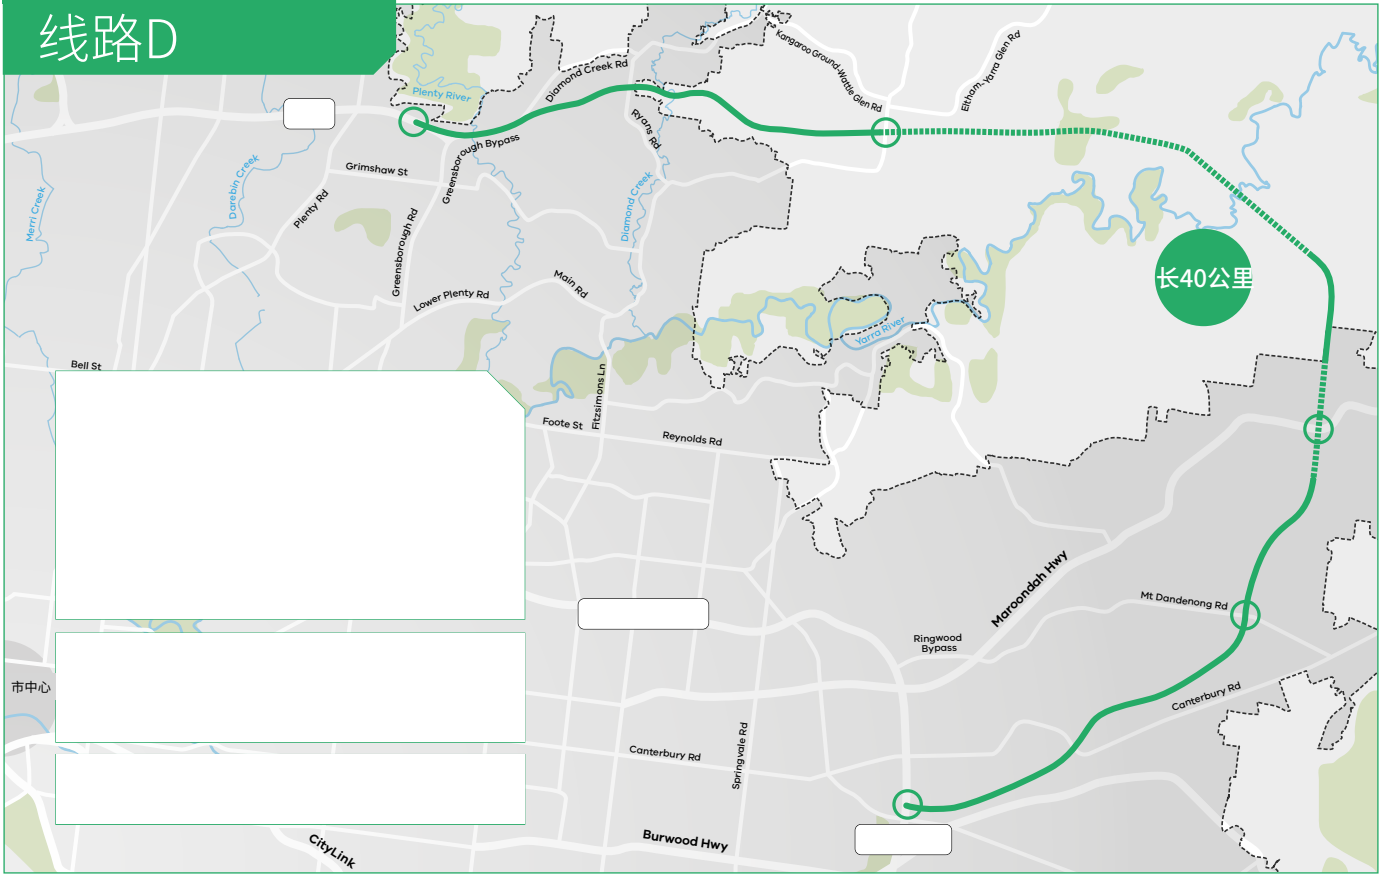 线路D
Plenty River
Diamond Creek Rd
Kangaroo Ground-Wattle Glen Rd
Eltham-Yarra Glen Rd
Ryans Rd
Greensborough Bypass
Grimshaw St
Darebin Creek
Merri Creek
Plenty Rd
Greensborough Rd
Diamond Creek
Main Rd
Lower Plenty Rd
Yarra River
长40公里
Bell St
Fitzsimons Ln
Foote St
Reynolds Rd
Maroondah Hwy
Mt Dandenong Rd
Ringwood
Bypass
市中心
Canterbury Rd
Canterbury Rd
Springvale Rd
Burwood Hwy
CityLink